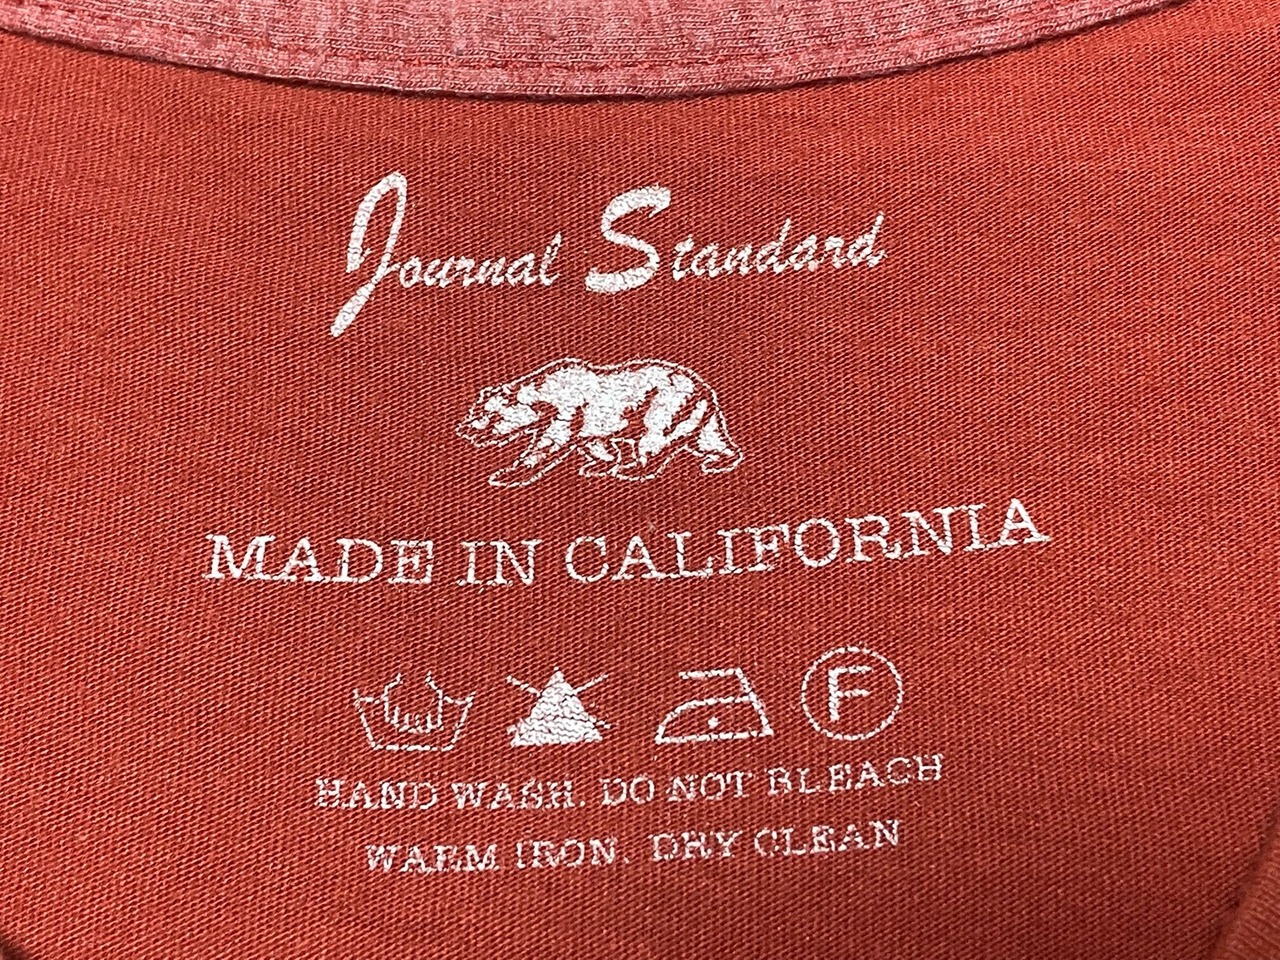 Journal Standard
MADE IN CALIFORNIA
F
HAND WASH. DO NOT BLEACH
WARM IRON. DRY CLEAN